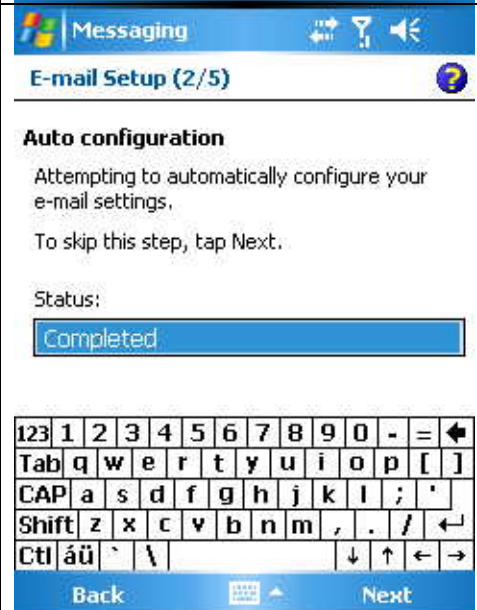 Messaging
E-mail Setup (2/5)
?
Auto configuration
Attempting to automatically configure your
e-mail settings.
To skip this step, tap Next.
Status:
Completed
123 1 2 3 4 5 6 7 8 9 0 - =
Tab q w e r t y u i o p [ ]
CAP a s d f g h j k l ; '
Shift z x c v b n m , . /
Ctl áü ` \ ↓ ↑ ← →
Back Next